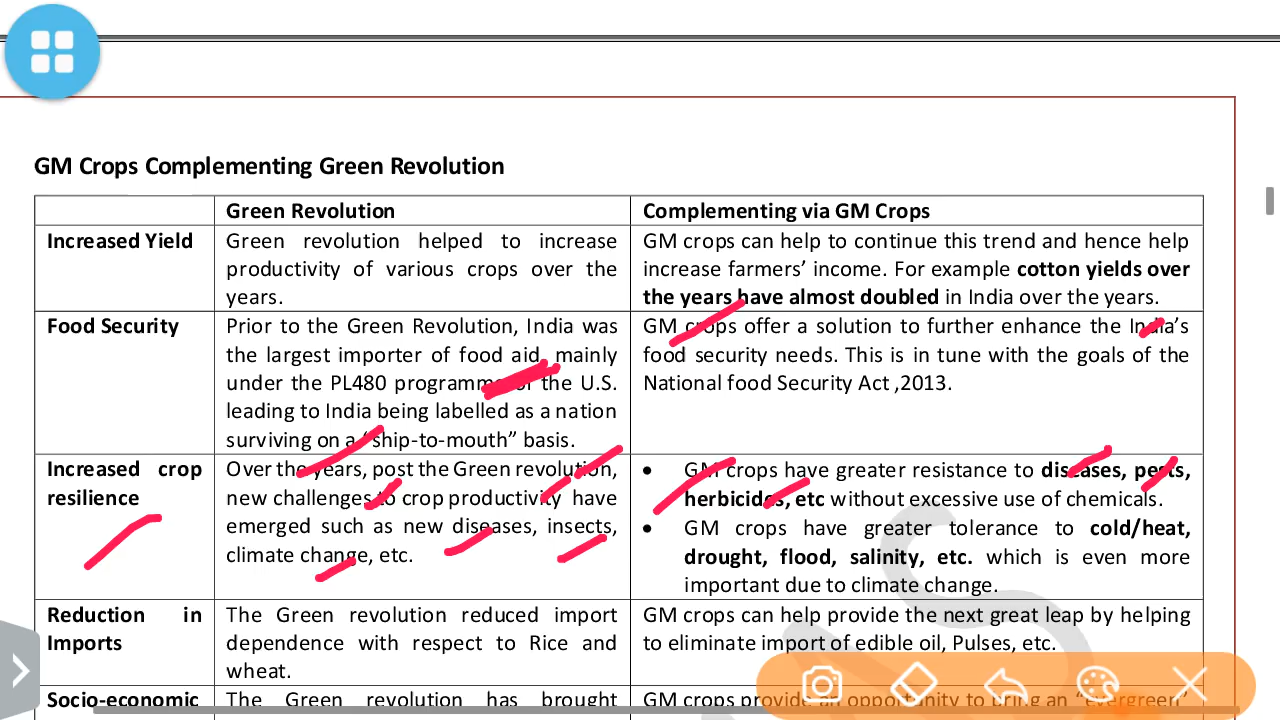 GM Crops Complementing Green Revolution
Green Revolution
Complementing via GM Crops
Increased Yield
Green revolution helped to increase
productivity of various crops over the
years.
GM crops can help to continue this trend and hence help
increase farmers’ income. For example cotton yields over
the years have almost doubled in India over the years.
Food Security
Prior to the Green Revolution, India was
the largest importer of food aid, mainly
under the PL480 programme of the U.S.
leading to India being labelled as a nation
surviving on a “ship-to-mouth” basis.
GM crops offer a solution to further enhance the India’s
food security needs. This is in tune with the goals of the
National food Security Act ,2013.
Increased crop
resilience
Over the years, post the Green revolution,
new challenges to crop productivity have
emerged such as new diseases, insects,
climate change, etc.
• GM crops have greater resistance to diseases, pests,
herbicides, etc without excessive use of chemicals.
• GM crops have greater tolerance to cold/heat,
drought, flood, salinity, etc. which is even more
important due to climate change.
Reduction in
Imports
The Green revolution reduced import
dependence with respect to Rice and
wheat.
GM crops can help provide the next great leap by helping
to eliminate import of edible oil, Pulses, etc.
Socio-economic
The Green revolution has brought
GM crops provide an opportunity to bring an “evergreen”